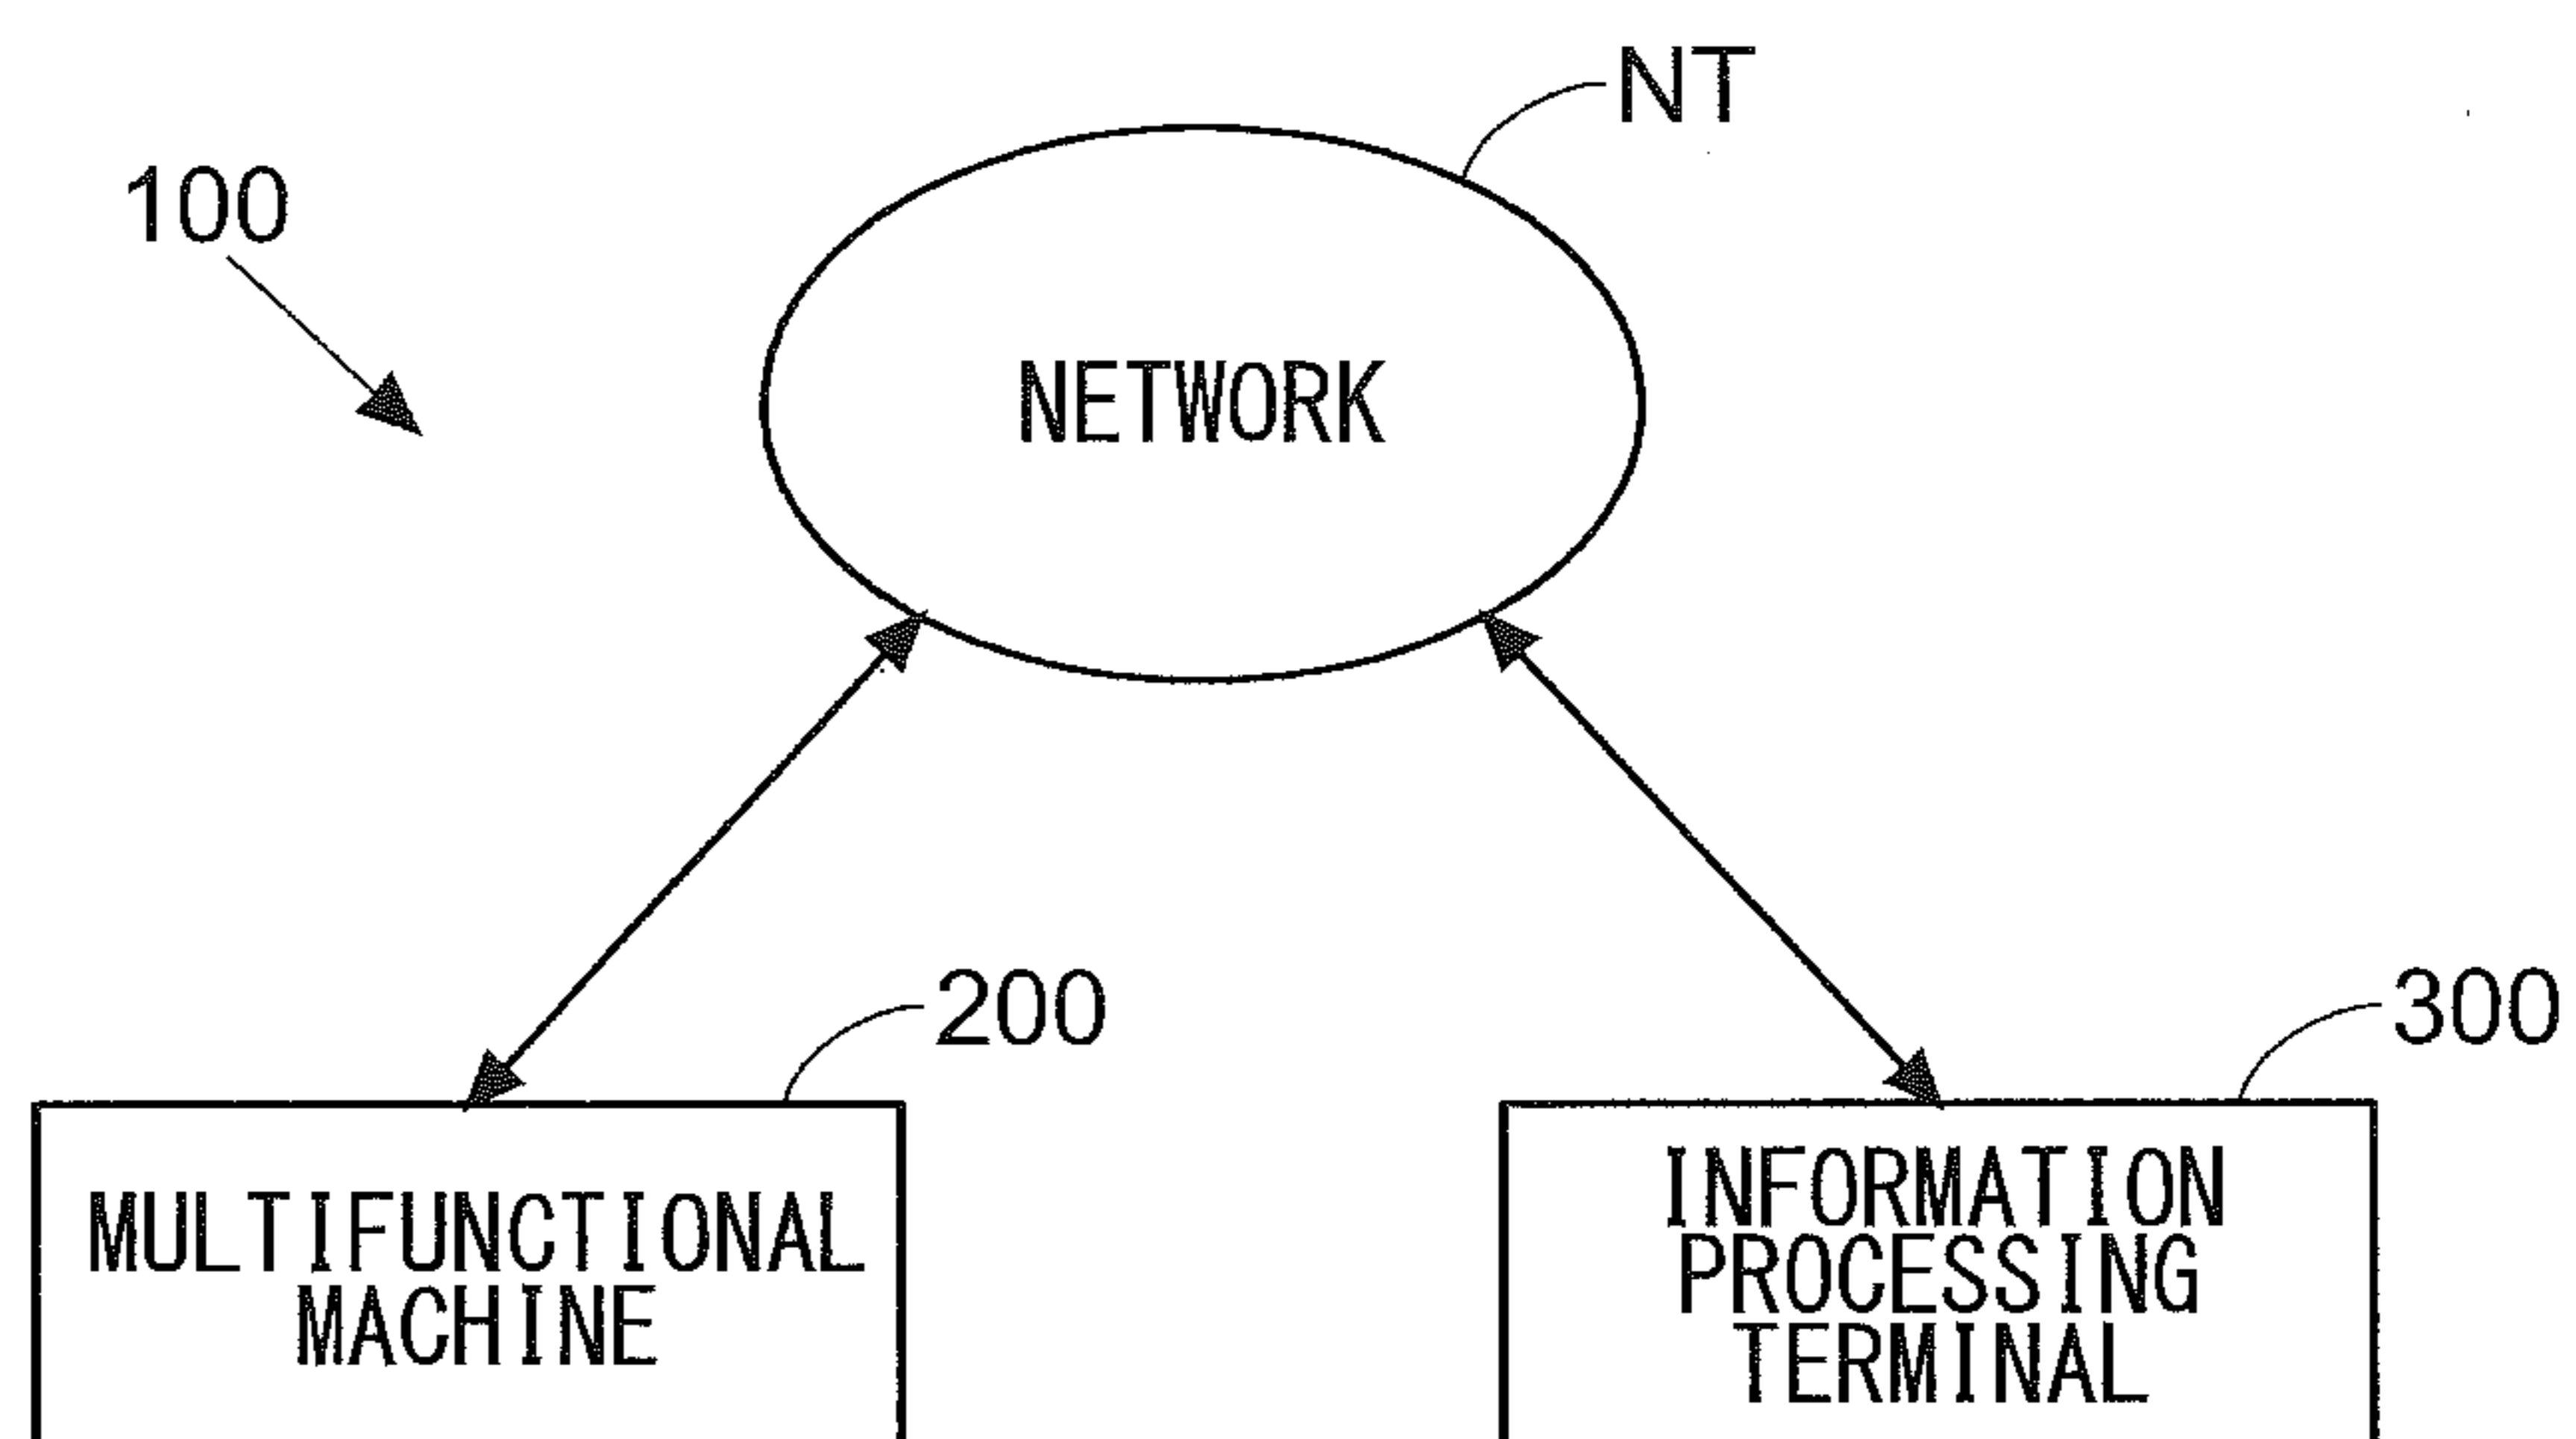 NT
100
NETWORK
200
300
MULTIFUNCTIONAL
MACHINE
INFORMATION
PROCESSING
TERMINAL